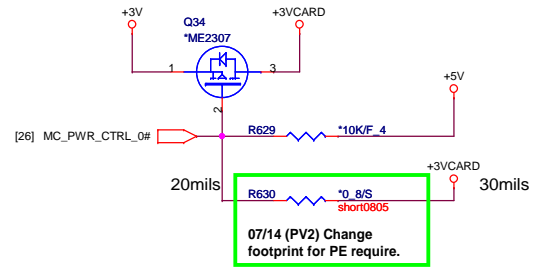 +3V
Q34
+3VCARD
*ME2307
1
3
2
+5V
[26] MC_PWR_CTRL_0#
R629
*10K/F_4
+3VCARD
20mils
R630
*0_8/S
30mils
short0805
07/14 (PV2) Change
footprint for PE require.